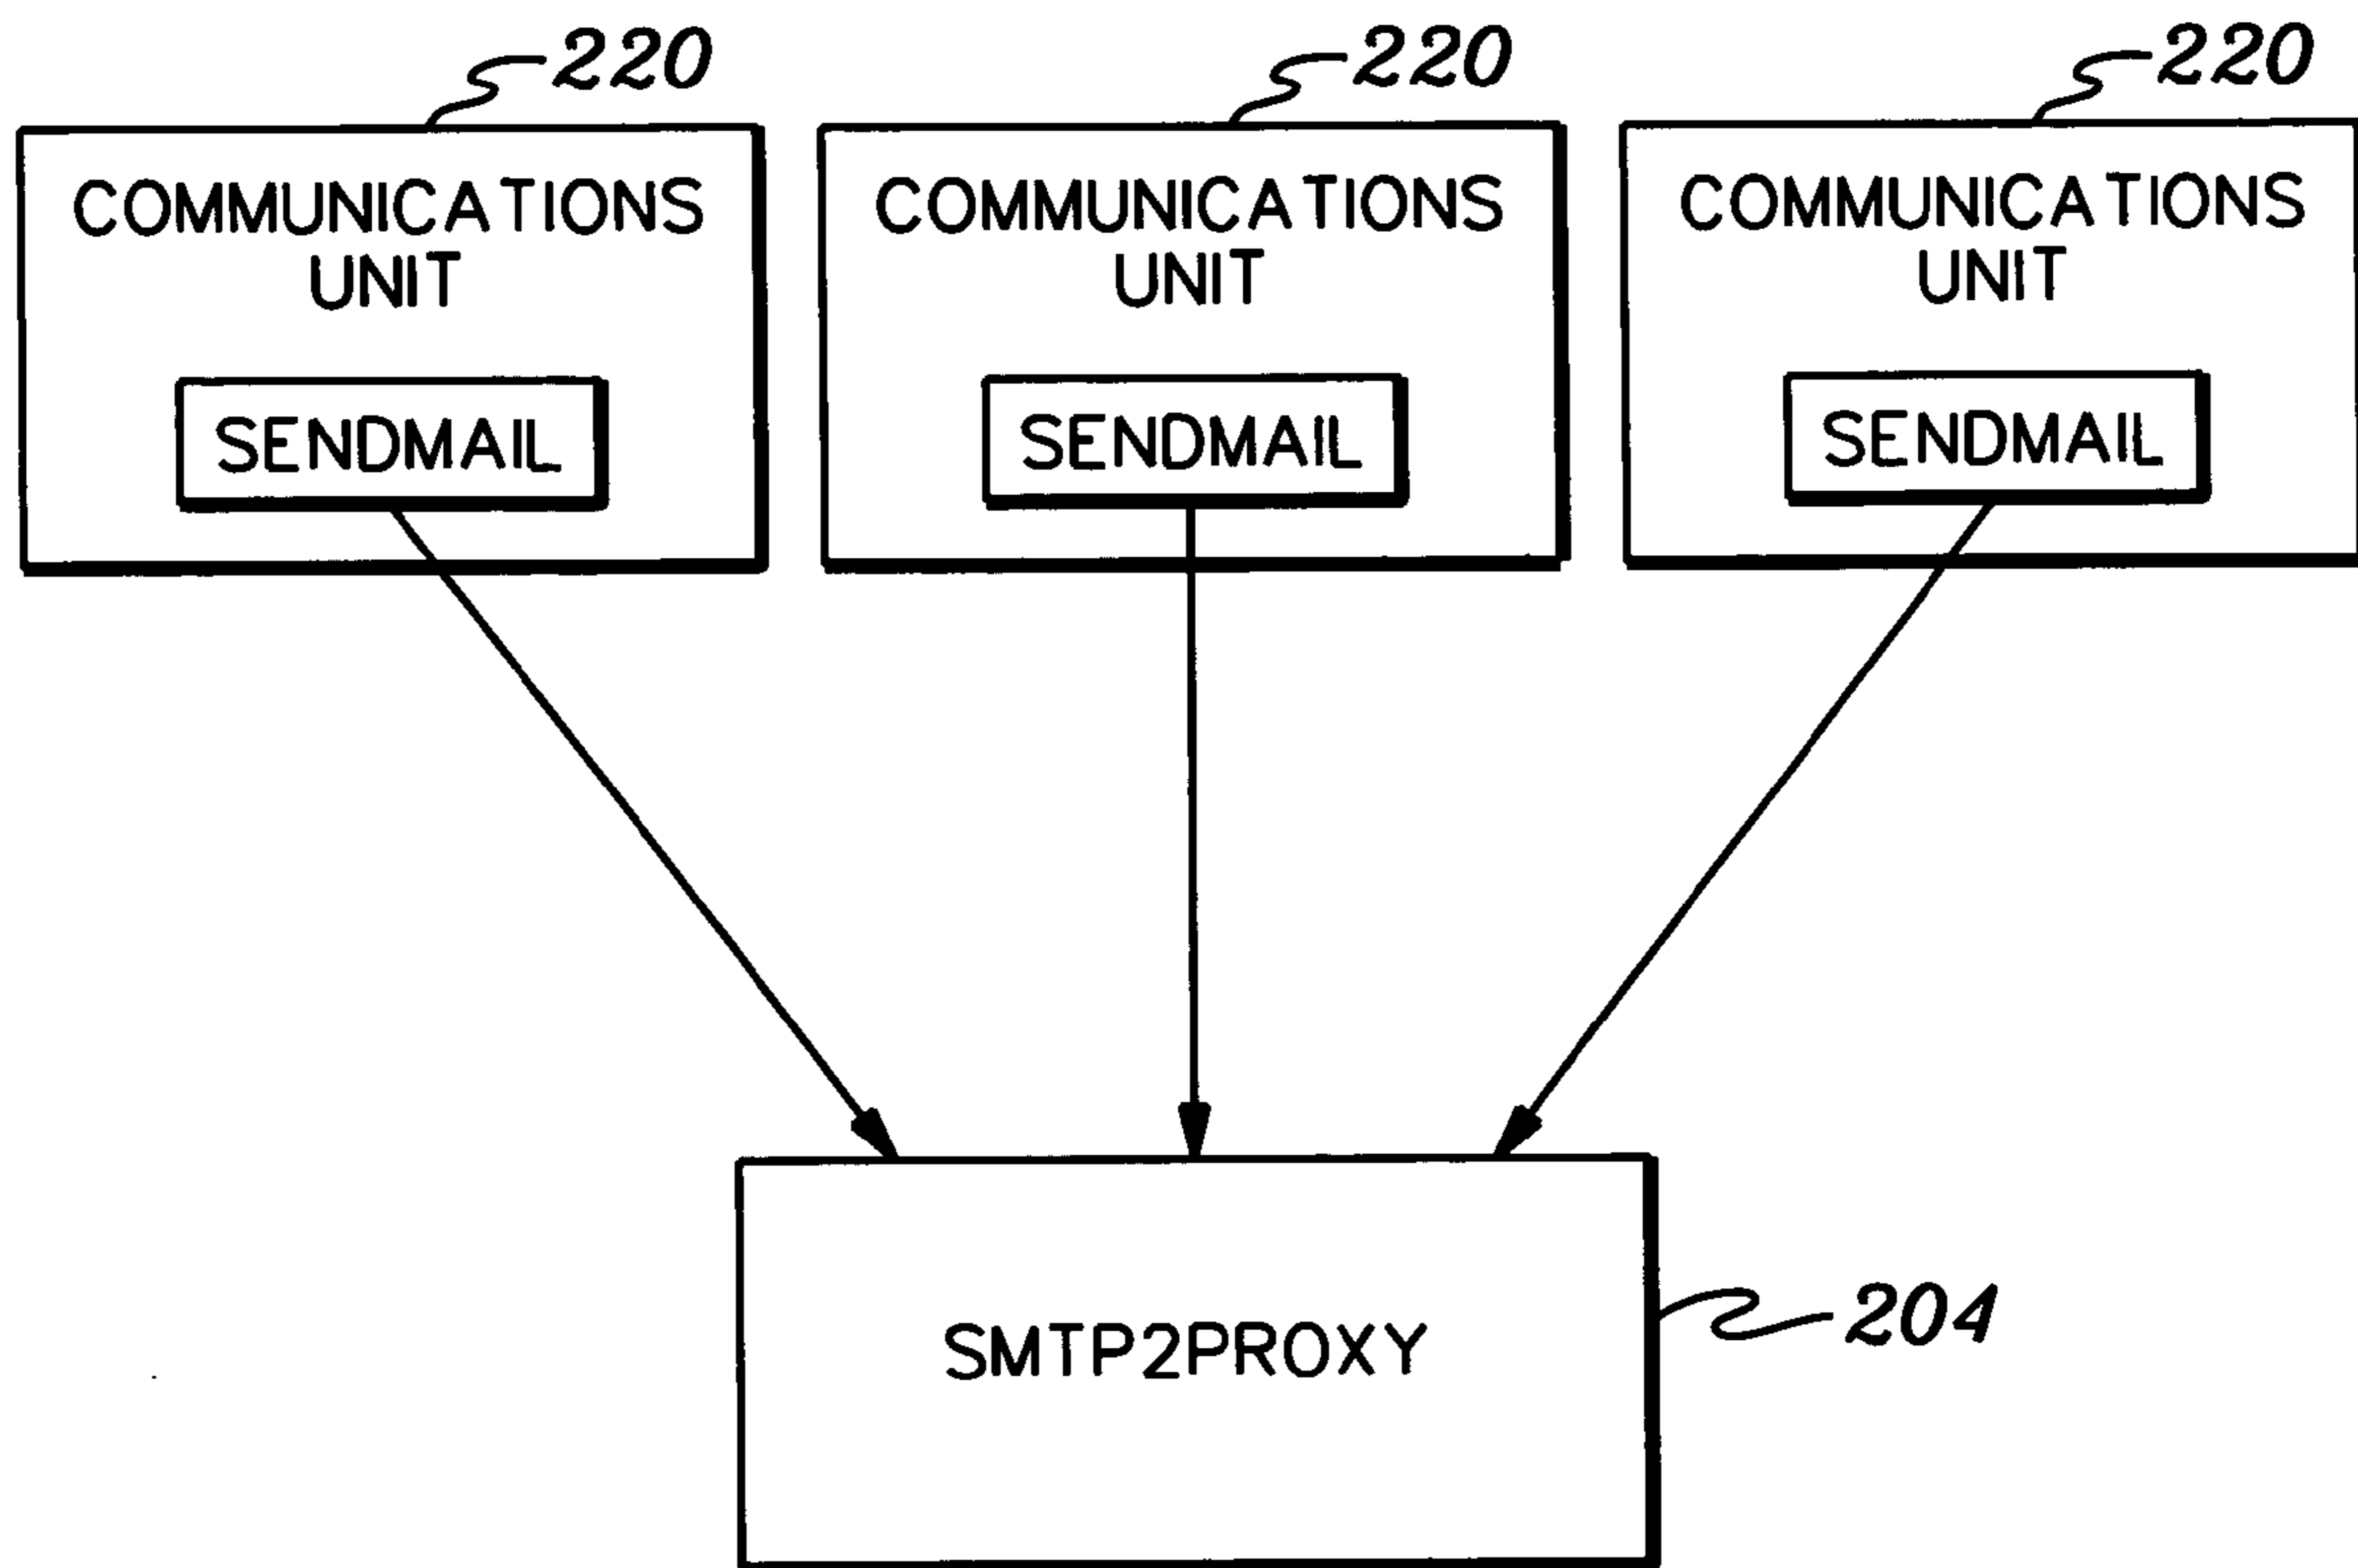 220 220 220
COMMUNICATIONS COMMUNICATIONS COMMUNICATIONS
UNIT UNIT UNIT
SENDMAIL SENDMAIL SENDMAIL
SMTP2PROXY 204